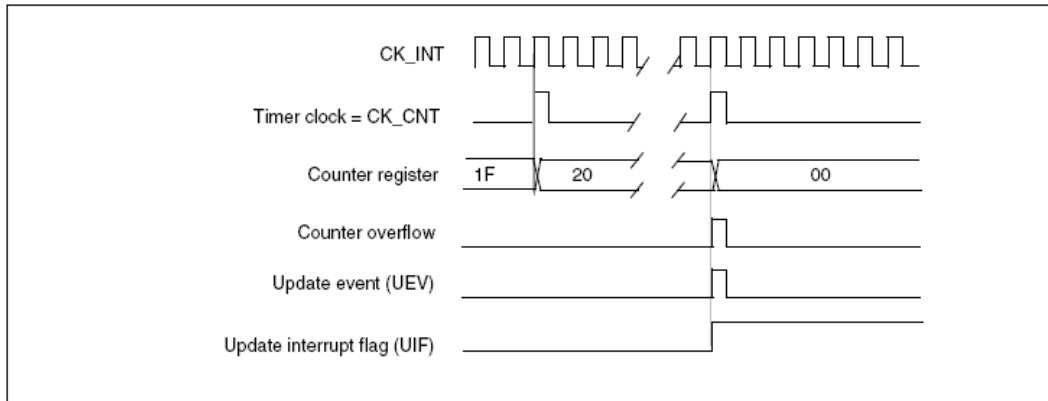 CK_INT
Timer clock = CK_CNT
Counter register 1F 20 00
Counter overflow
Update event (UEV)
Update interrupt flag (UIF)